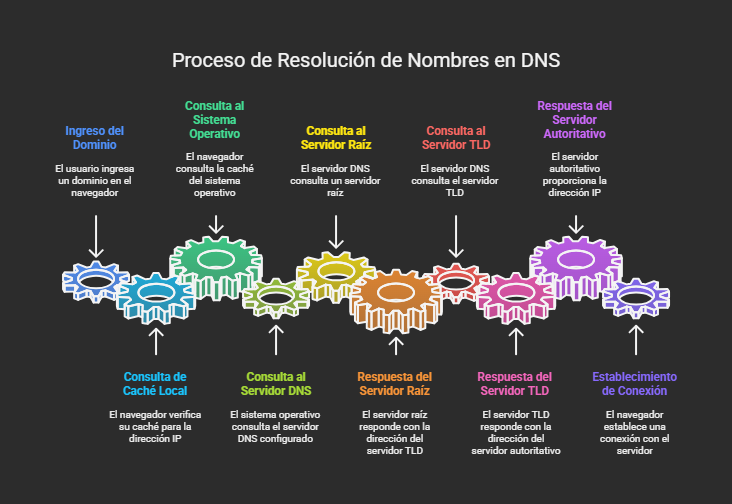 Proceso de Resolución de Nombres en DNS
Ingreso del
Dominio
El usuario ingresa
un dominio en el
navegador
Consulta de
Caché Local
El navegador verifica
su caché para la
dirección IP
Consulta al
Sistema
Operativo
El navegador
consulta la caché
del sistema
operativo
Consulta al
Servidor DNS
El sistema operativo
consulta el servidor
DNS configurado
Consulta al
Servidor Raíz
El servidor DNS
consulta un servidor
raíz
Respuesta del
Servidor Raíz
El servidor raíz
responde con la
dirección del
servidor TLD
Consulta al
Servidor TLD
El servidor DNS
consulta el servidor
TLD
Respuesta del
Servidor TLD
El servidor TLD
responde con la
dirección del
servidor autoritativo
Respuesta del
Servidor
Autoritativo
El servidor
autoritativo
proporciona la
dirección IP
Establecimiento
de Conexión
El navegador
establece una
conexión con el
servidor